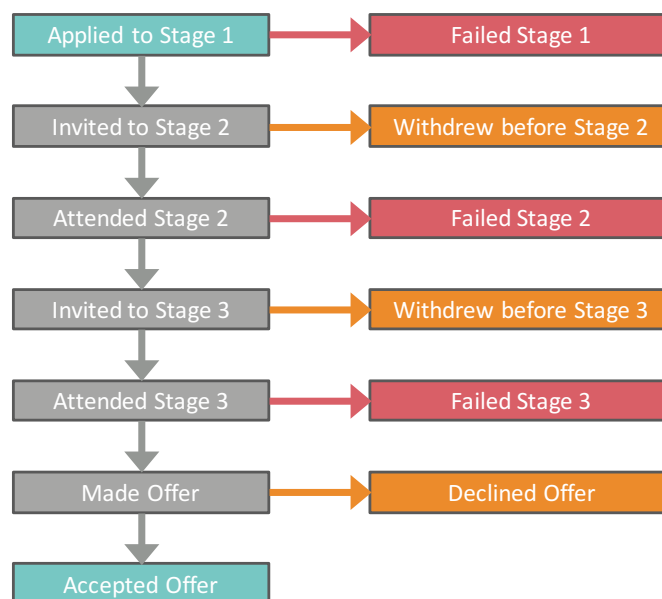 Applied to Stage 1
Failed Stage 1
Invited to Stage 2
Withdrew before Stage 2
Attended Stage 2
Failed Stage 2
Invited to Stage 3
Withdrew before Stage 3
Attended Stage 3
Failed Stage 3
Made Offer
Declined Offer
Accepted Offer